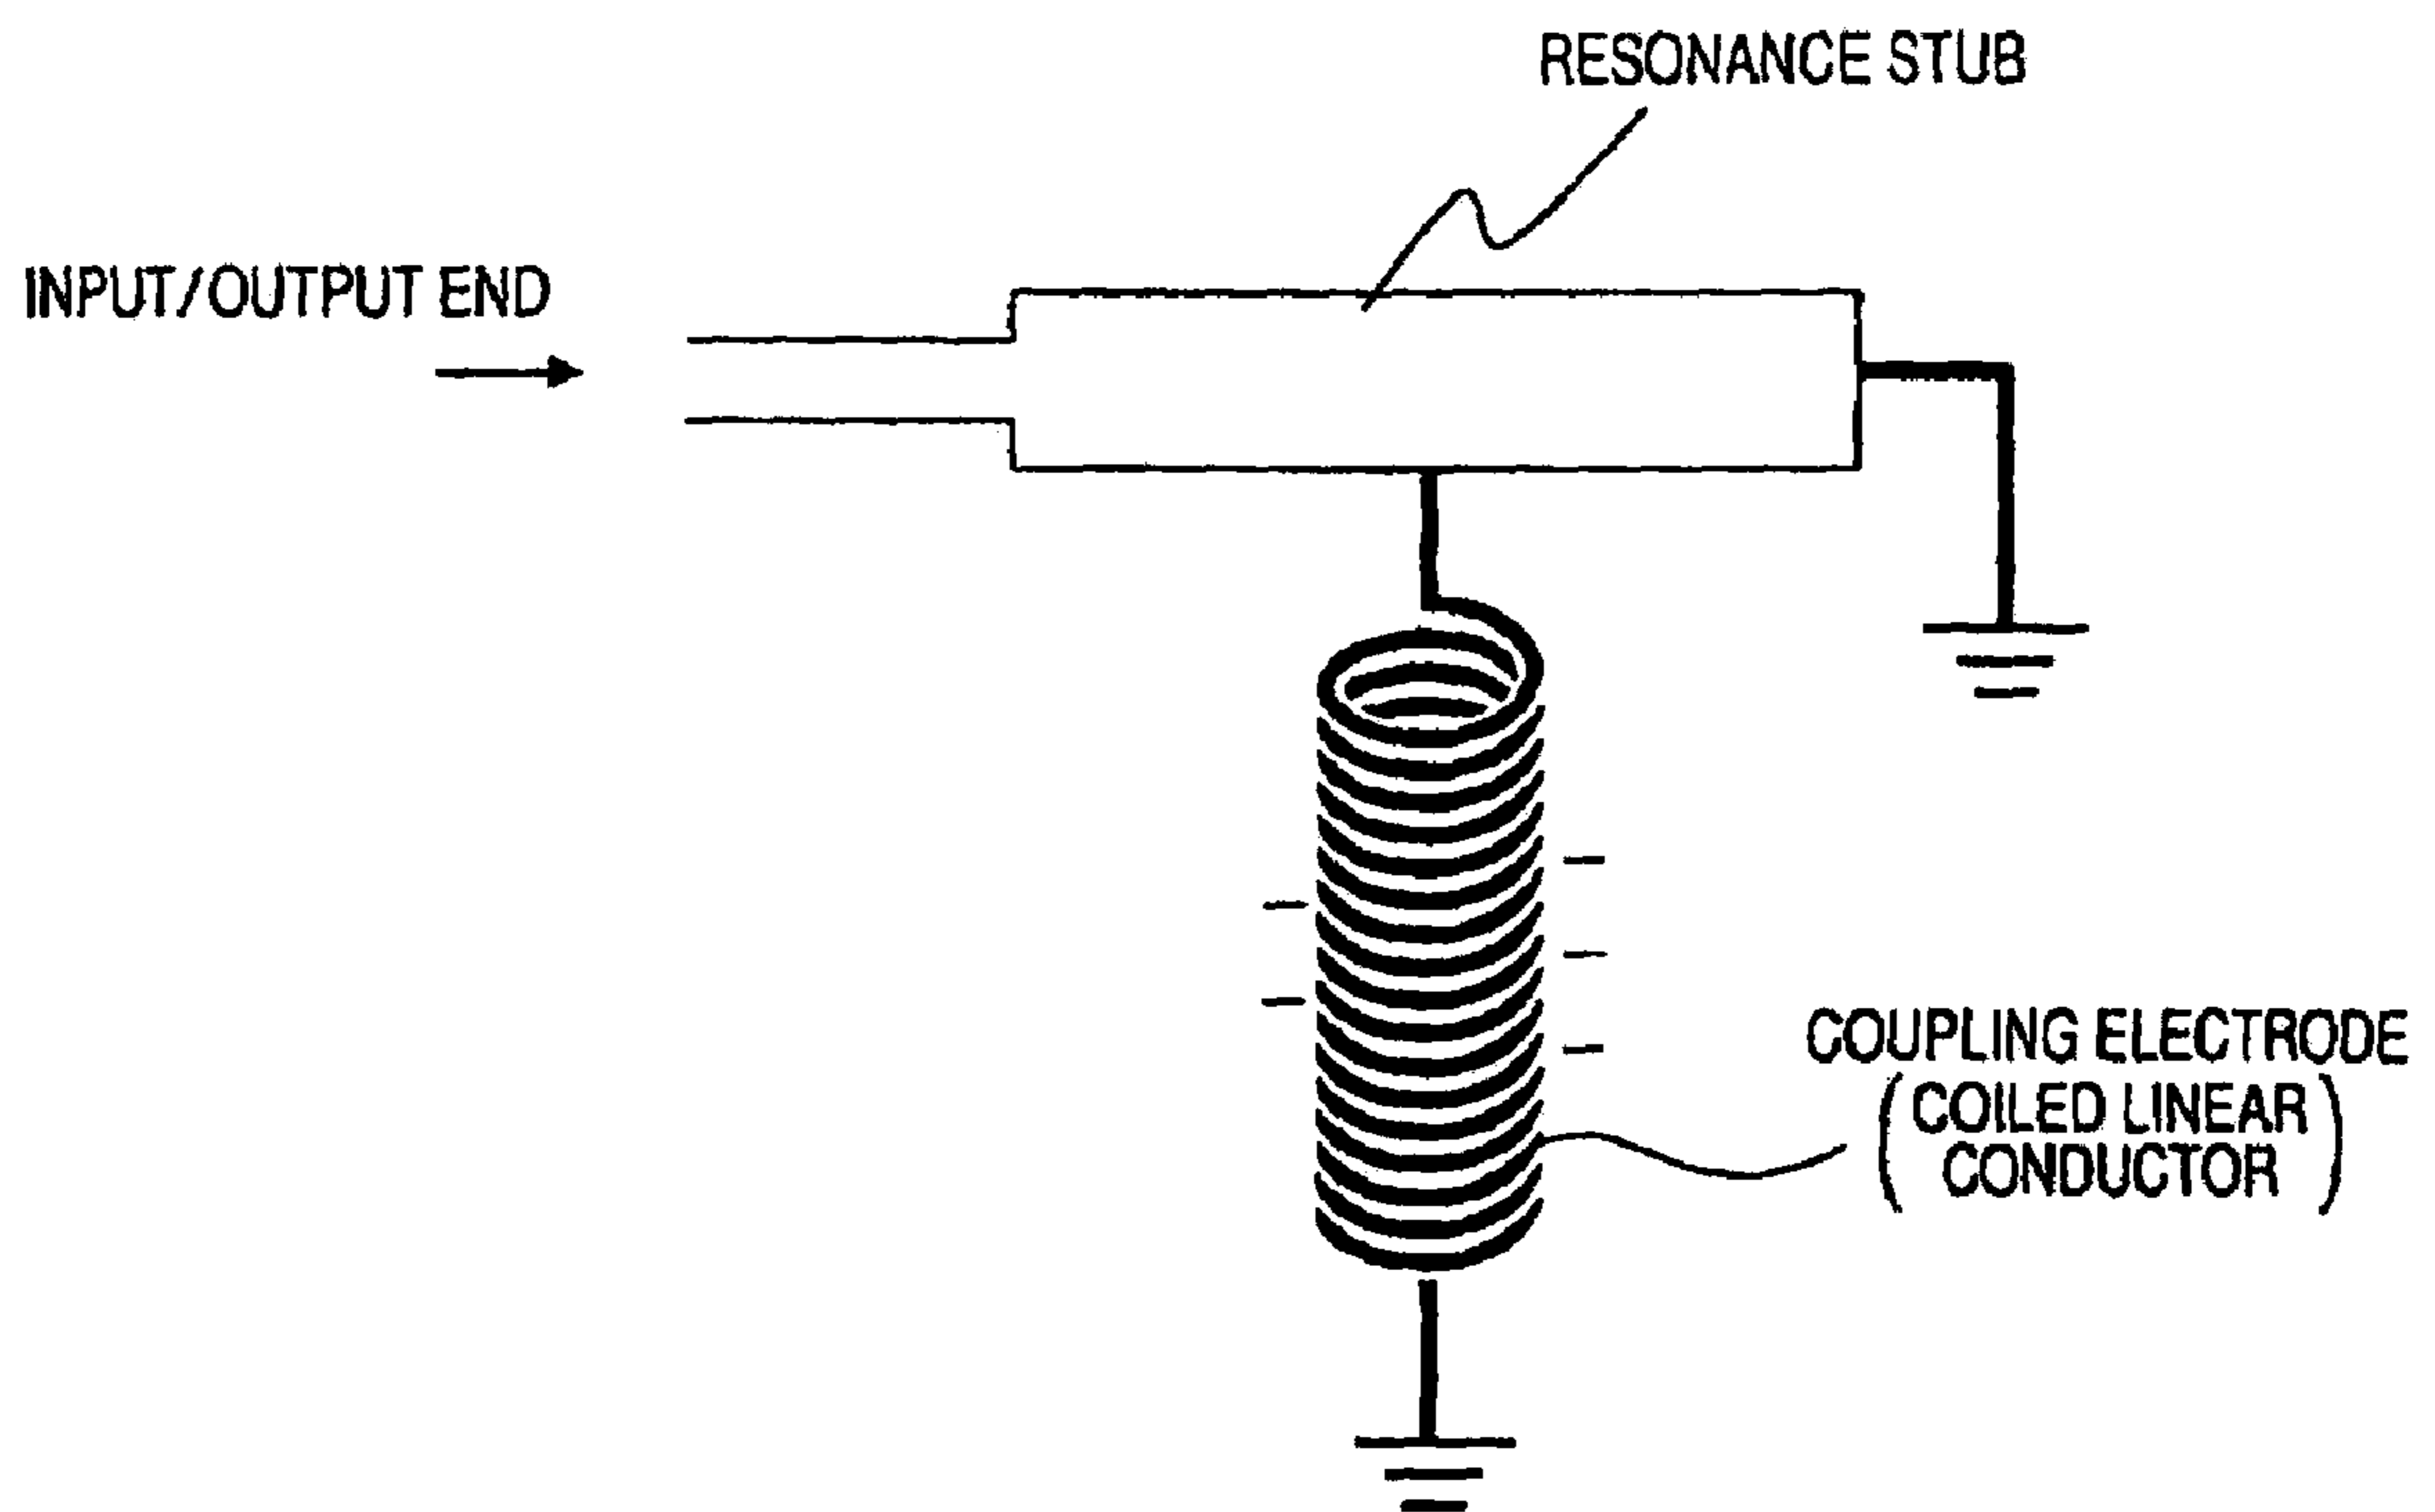 RESONANCE STUB
INPUT/OUTPUT END
COUPLING ELECTRODE
(COILED LINEAR
CONDUCTOR)